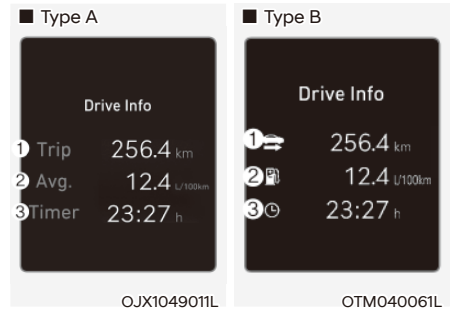 ■ Type A
Drive Info
1 Trip 256.4 km
2 Avg. 12.4 L/100km
3 Timer 23:27 h
OJX1049011L
■ Type B
Drive Info
1 256.4 km
2 12.4 L/100km
3 23:27 h
OTM040061L